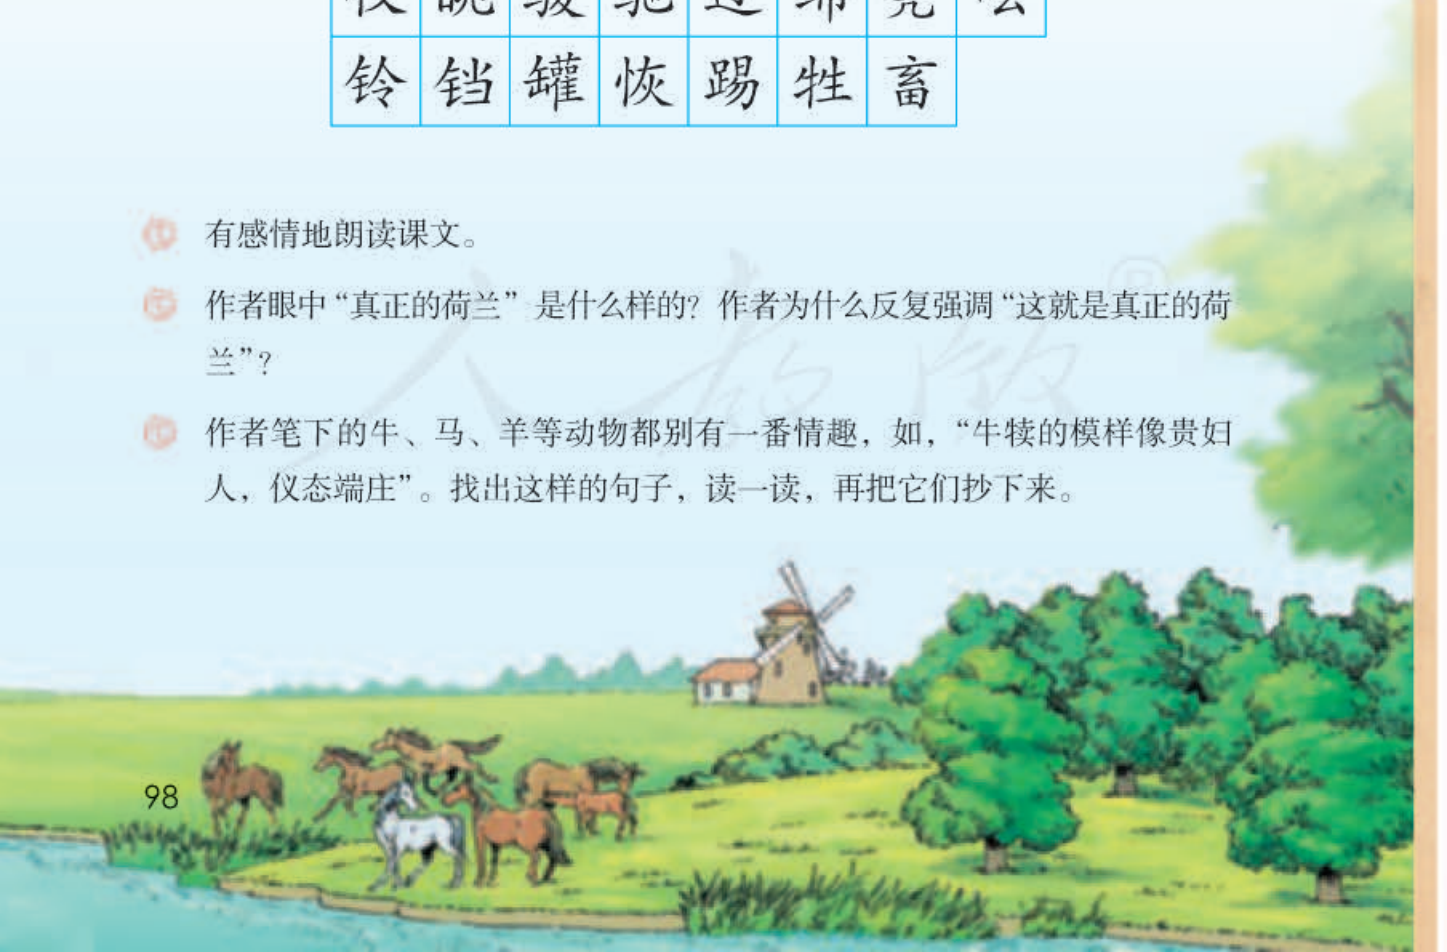 铃 铛 罐 恢 踢 牲 畜
有感情地朗读课文。
作者眼中“真正的荷兰”是什么样的？作者为什么反复强调“这就是真正的荷
兰”？
作者笔下的牛、马、羊等动物都别有一番情趣，如，“牛犊的模样像贵妇
人，仪态端庄”。找出这样的句子，读一读，再把它们抄下来。
人教版
98